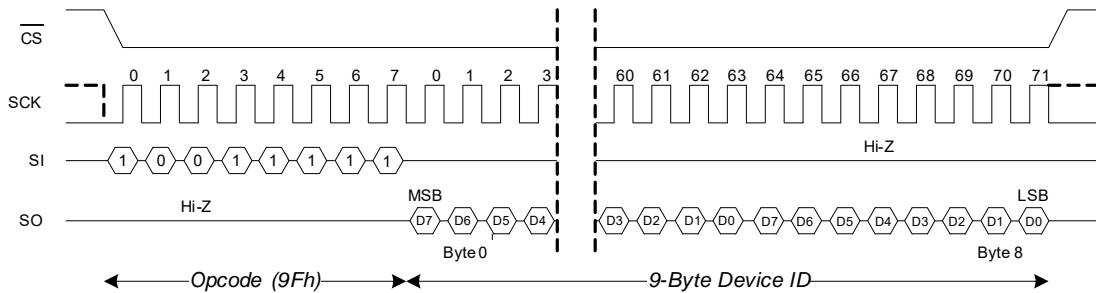 CS
0 1 2 3 4 5 6 7 0 1 2 3 60 61 62 63 64 65 66 67 68 69 70 71
SCK
Hi-Z
SI 1 0 0 1 1 1 1 1
MSB LSB
Hi-Z
SO D7 D6 D5 D4 D3 D2 D1 D0 D7 D6 D5 D4 D3 D2 D1 D0
Byte 0 Byte 8
Opcode (9Fh) 9-Byte Device ID